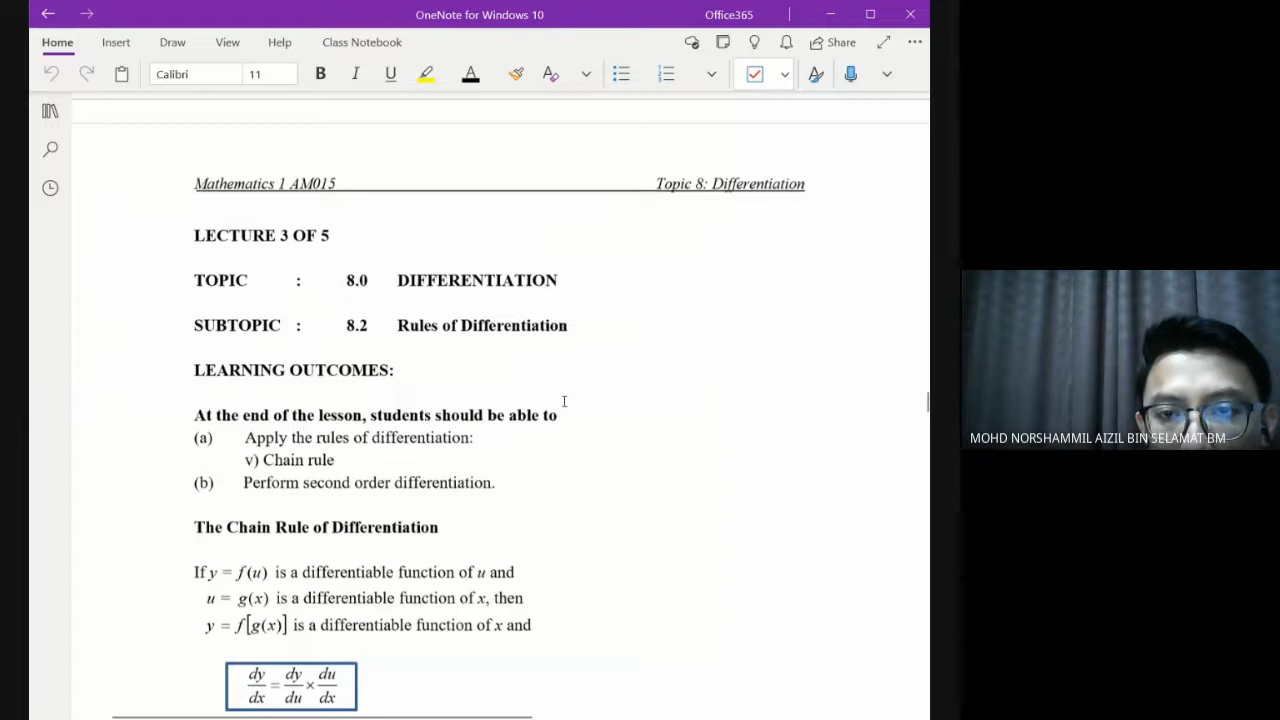 OneNote for Windows 10
Office365
Home Insert Draw View Help Class Notebook Share
Calibri 11 B I U A
Mathematics 1 AM015 Topic 8: Differentiation
LECTURE 3 OF 5
TOPIC : 8.0 DIFFERENTIATION
SUBTOPIC : 8.2 Rules of Differentiation
LEARNING OUTCOMES:
At the end of the lesson, students should be able to
(a) Apply the rules of differentiation:
v) Chain rule
(b) Perform second order differentiation.
The Chain Rule of Differentiation
If y = f(u) is a differentiable function of u and
u = g(x) is a differentiable function of x, then
y = f[g(x)] is a differentiable function of x and
dy/dx = dy/du × du/dx
MOHD NORSHAMMIL AIZIL BIN SELAMAT BM